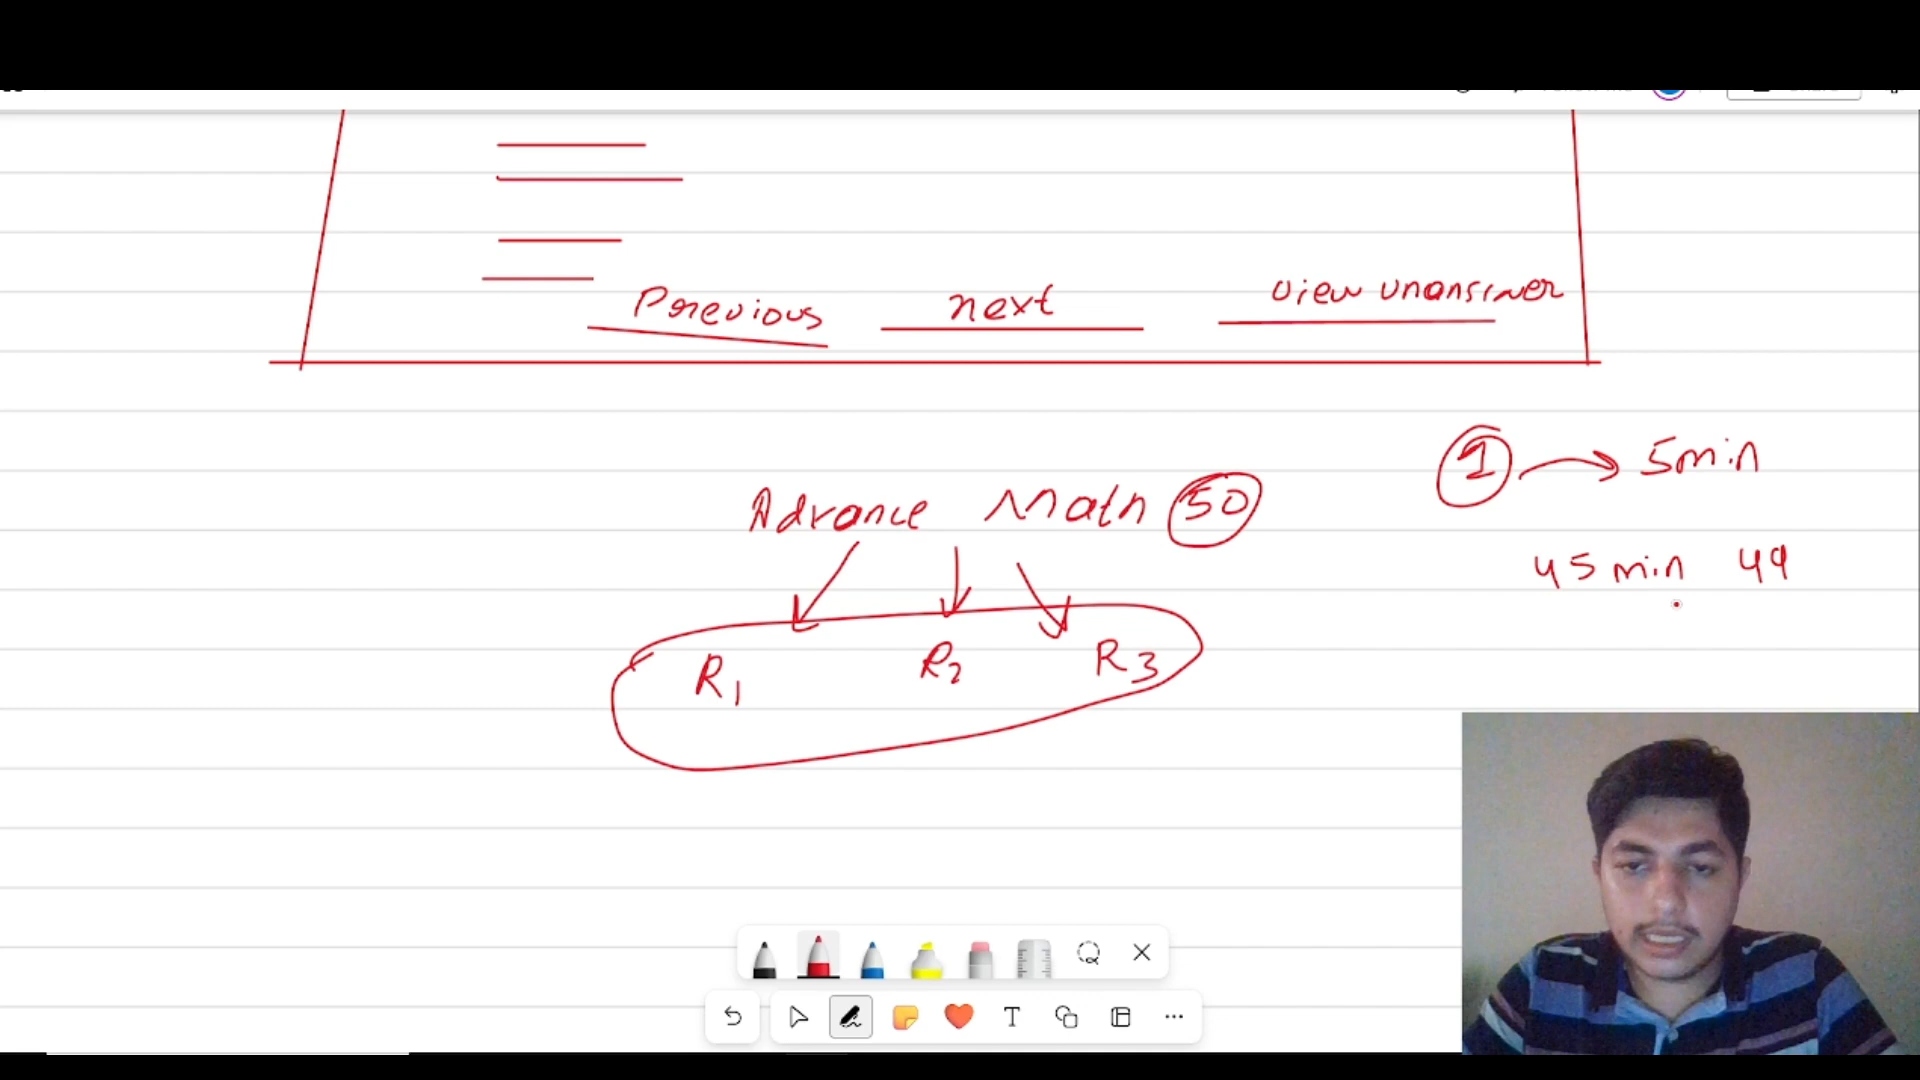 Previous next view unanswer
1 → 5min
Advance Math 50
45 min 49
R1 R2 R3
T